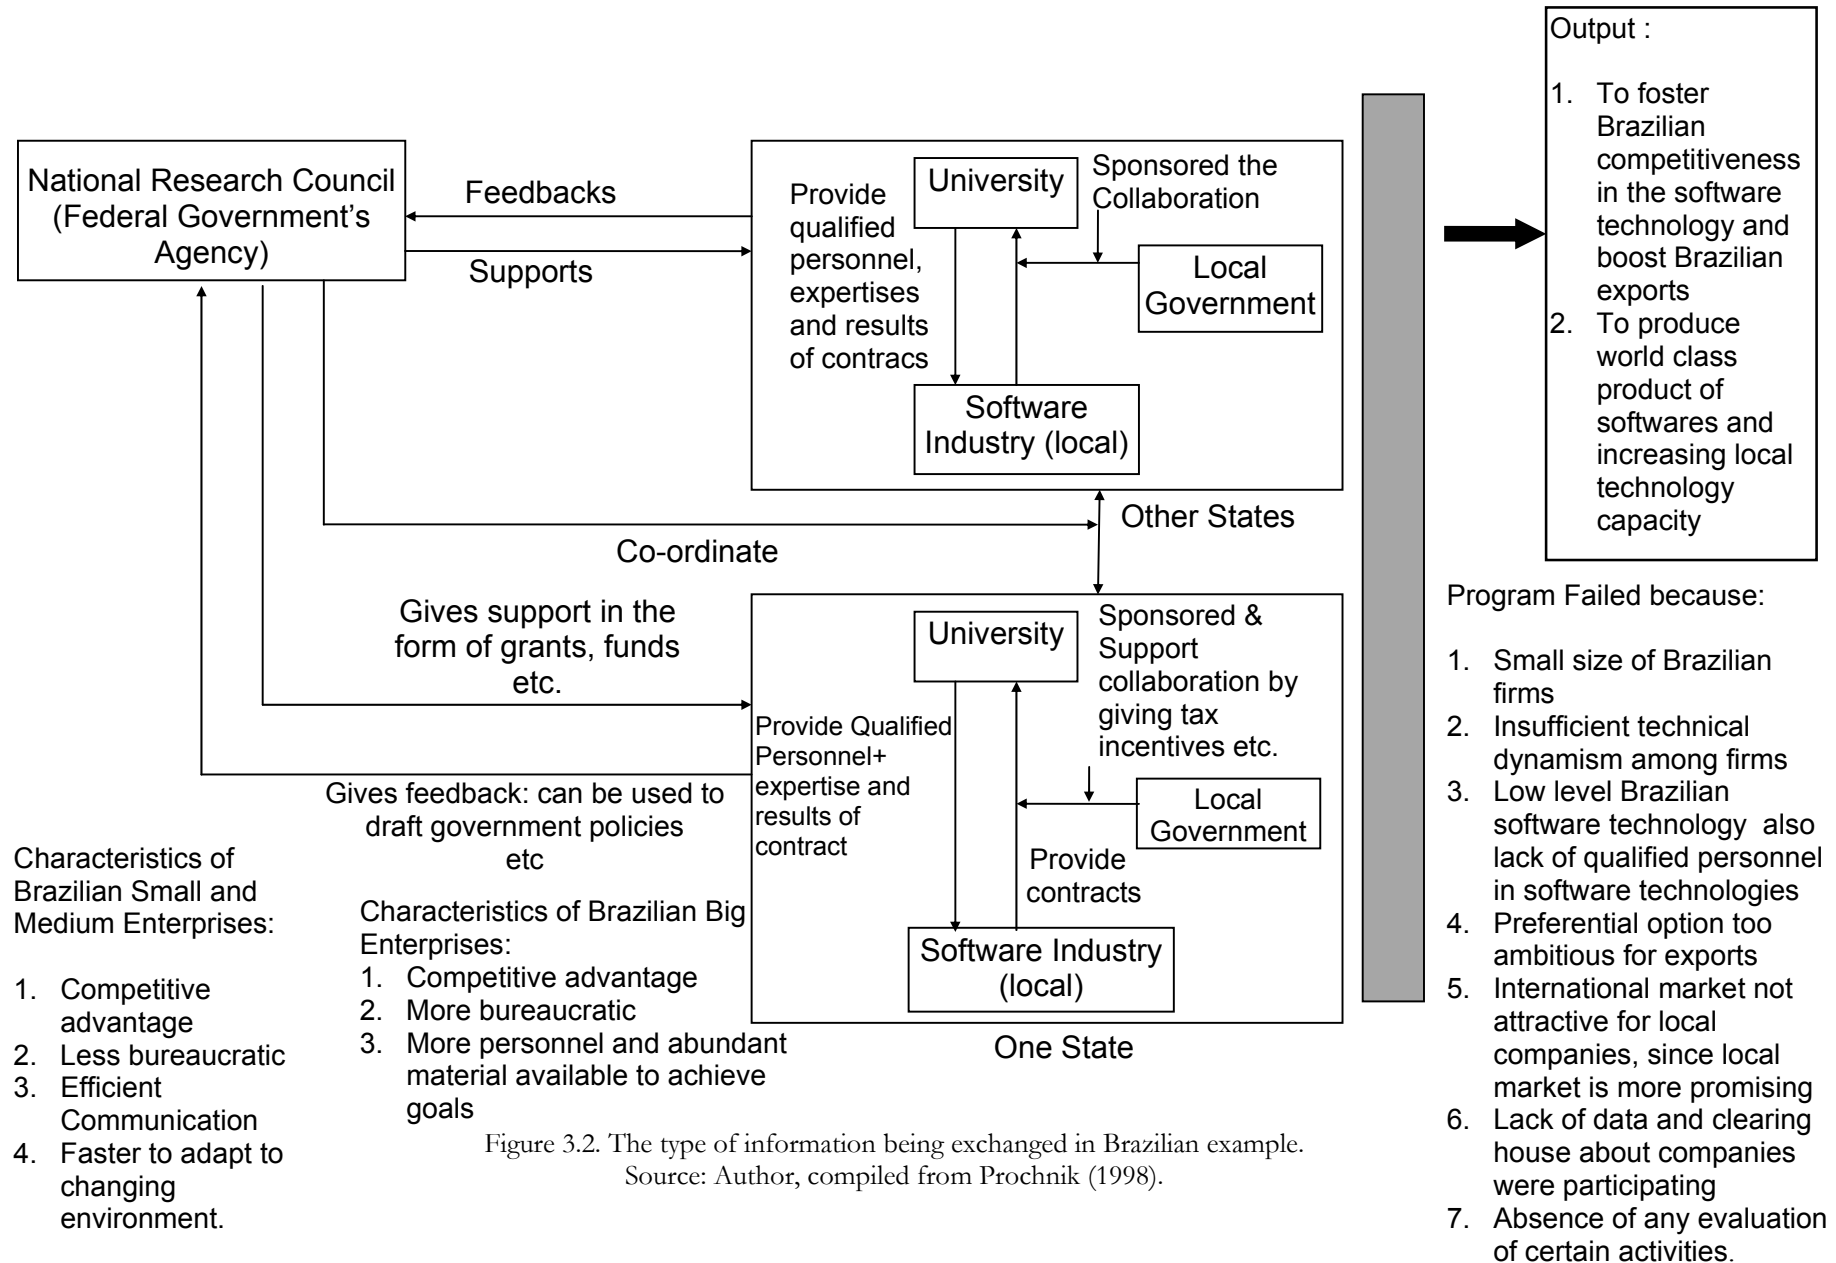 National Research Council
(Federal Government's
Agency)
Feedbacks
Supports
Provide
qualified
personnel,
expertises
and results
of contracs
University
Sponsored the
Collaboration
Local
Government
Software
Industry (local)
Other States
Co-ordinate
Output :
1. To foster
Brazilian
competitiveness
in the software
technology and
boost Brazilian
exports
2. To produce
world class
product of
softwares and
increasing local
technology
capacity
Gives support in the
form of grants, funds
etc.
Gives feedback: can be used to
draft government policies
etc
University
Sponsored &
Support
collaboration by
giving tax
incentives etc.
Provide Qualified
Personnel+
expertise and
results of
contract
Local
Government
Provide
contracts
Software Industry
(local)
One State
Program Failed because:
1. Small size of Brazilian
firms
2. Insufficient technical
dynamism among firms
3. Low level Brazilian
software technology also
lack of qualified personnel
in software technologies
4. Preferential option too
ambitious for exports
5. International market not
attractive for local
companies, since local
market is more promising
6. Lack of data and clearing
house about companies
were participating
7. Absence of any evaluation
of certain activities.
Characteristics of
Brazilian Small and
Medium Enterprises:
1. Competitive
advantage
2. Less bureaucratic
3. Efficient
Communication
4. Faster to adapt to
changing
environment.
Characteristics of Brazilian Big
Enterprises:
1. Competitive advantage
2. More bureaucratic
3. More personnel and abundant
material available to achieve
goals
Figure 3.2. The type of information being exchanged in Brazilian example.
Source: Author, compiled from Prochnik (1998).